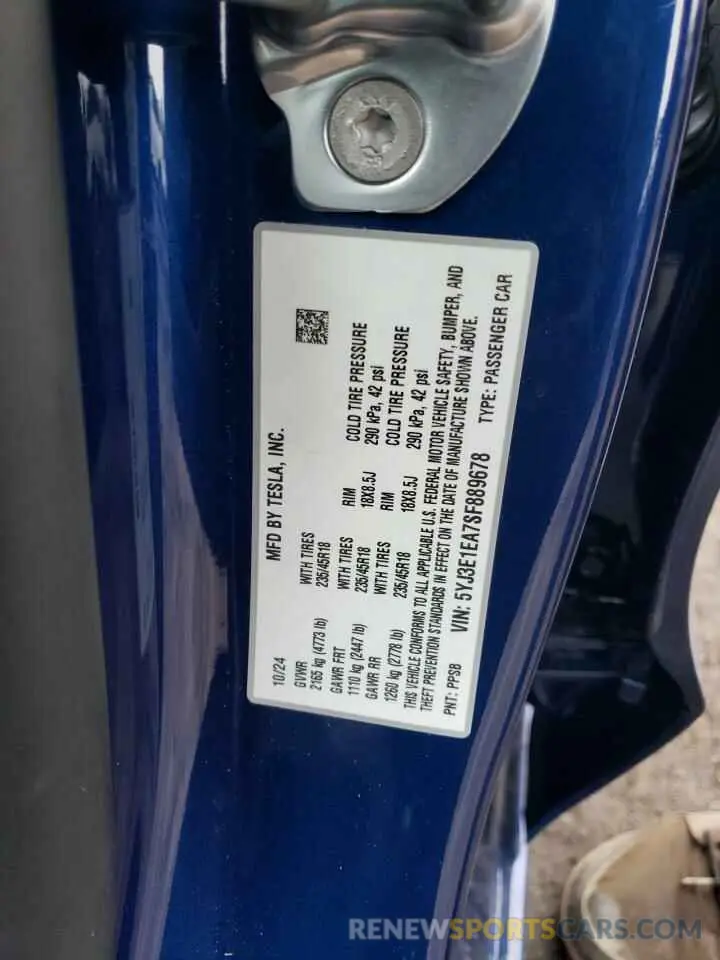 MFD BY TESLA, INC.
10/24
GVWR
2165 kg (4773 lb)
WITH TIRES
235/45R18
GAWR FRT
1110 kg (2447 lb)
WITH TIRES
235/45R18
RIM
18X8.5J
COLD TIRE PRESSURE
290 kPa, 42 psi
GAWR RR
1260 kg (2778 lb)
WITH TIRES
235/45R18
RIM
18X8.5J
COLD TIRE PRESSURE
290 kPa, 42 psi
THIS VEHICLE CONFORMS TO ALL APPLICABLE U.S. FEDERAL MOTOR VEHICLE SAFETY, BUMPER, AND
THEFT PREVENTION STANDARDS IN EFFECT ON THE DATE OF MANUFACTURE SHOWN ABOVE.
PNT: PPSB VIN: 5YJ3E1EA7SF889678 TYPE: PASSENGER CAR
RENEWSPORTSCARS.COM